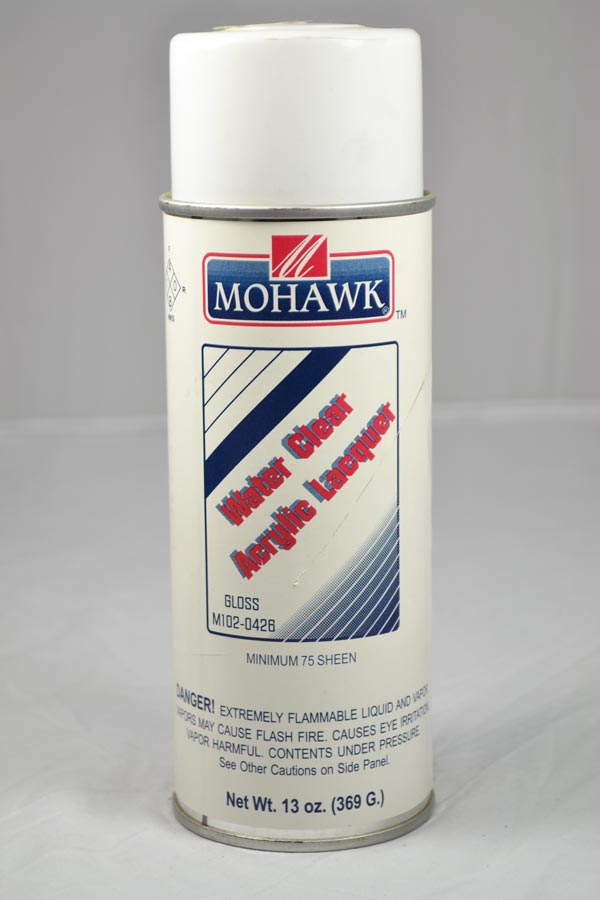 MOHAWK® ™
Water Clear
Acrylic Lacquer
GLOSS
M102-0426
MINIMUM 75 SHEEN
DANGER! EXTREMELY FLAMMABLE LIQUID AND VAPOR.
VAPORS MAY CAUSE FLASH FIRE. CAUSES EYE IRRITATION.
VAPOR HARMFUL. CONTENTS UNDER PRESSURE.
See Other Cautions on Side Panel.
Net Wt. 13 oz. (369 G.)